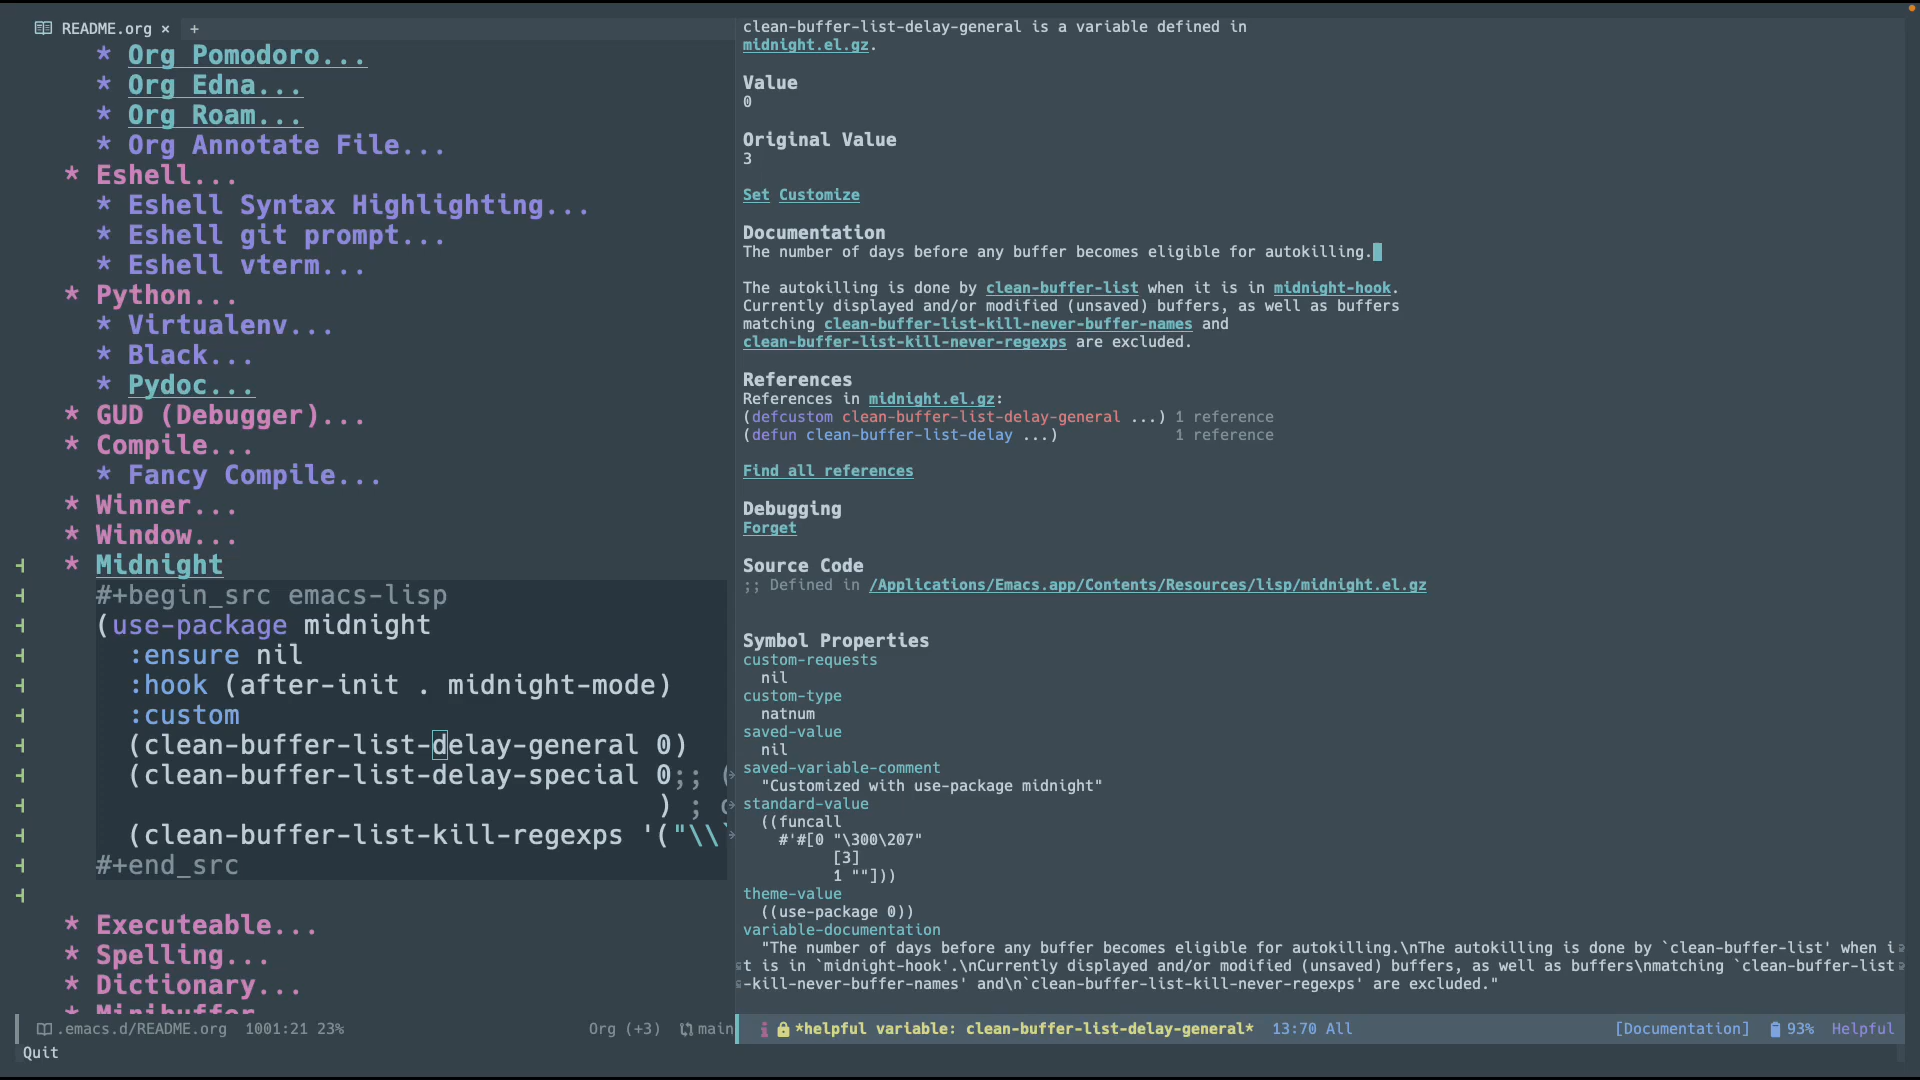 README.org × +
* Org Pomodoro...
* Org Edna...
* Org Roam...
* Org Annotate File...
* Eshell...
* Eshell Syntax Highlighting...
* Eshell git prompt...
* Eshell vterm...
* Python...
* Virtualenv...
* Black...
* Pydoc...
* GUD (Debugger)...
* Compile...
* Fancy Compile...
* Winner...
* Window...
* Midnight
#+begin_src emacs-lisp
(use-package midnight
:ensure nil
:hook (after-init . midnight-mode)
:custom
(clean-buffer-list-delay-general 0)
(clean-buffer-list-delay-special 0;; (
) ;
(clean-buffer-list-kill-regexps '("\\`
#+end_src
* Executeable...
* Spelling...
* Dictionary...
* Minibuffer
.emacs.d/README.org 1001:21 23% Org (+3) main
Quit
clean-buffer-list-delay-general is a variable defined in
midnight.el.gz.
Value
0
Original Value
3
Set Customize
Documentation
The number of days before any buffer becomes eligible for autokilling.
The autokilling is done by clean-buffer-list when it is in midnight-hook.
Currently displayed and/or modified (unsaved) buffers, as well as buffers
matching clean-buffer-list-kill-never-buffer-names and
clean-buffer-list-kill-never-regexps are excluded.
References
References in midnight.el.gz:
(defcustom clean-buffer-list-delay-general ...) 1 reference
(defun clean-buffer-list-delay ...) 1 reference
Find all references
Debugging
Forget
Source Code
;; Defined in /Applications/Emacs.app/Contents/Resources/lisp/midnight.el.gz
Symbol Properties
custom-requests
nil
custom-type
natnum
saved-value
nil
saved-variable-comment
"Customized with use-package midnight"
standard-value
((funcall
#'#[0 "\300\207"
[3]
1 ""]))
theme-value
((use-package 0))
variable-documentation
"The number of days before any buffer becomes eligible for autokilling.\nThe autokilling is done by `clean-buffer-list' when i
t is in `midnight-hook'.\nCurrently displayed and/or modified (unsaved) buffers, as well as buffers\nmatching `clean-buffer-list
-kill-never-buffer-names' and\n`clean-buffer-list-kill-never-regexps' are excluded."
*helpful variable: clean-buffer-list-delay-general* 13:70 All [Documentation] 93% Helpful